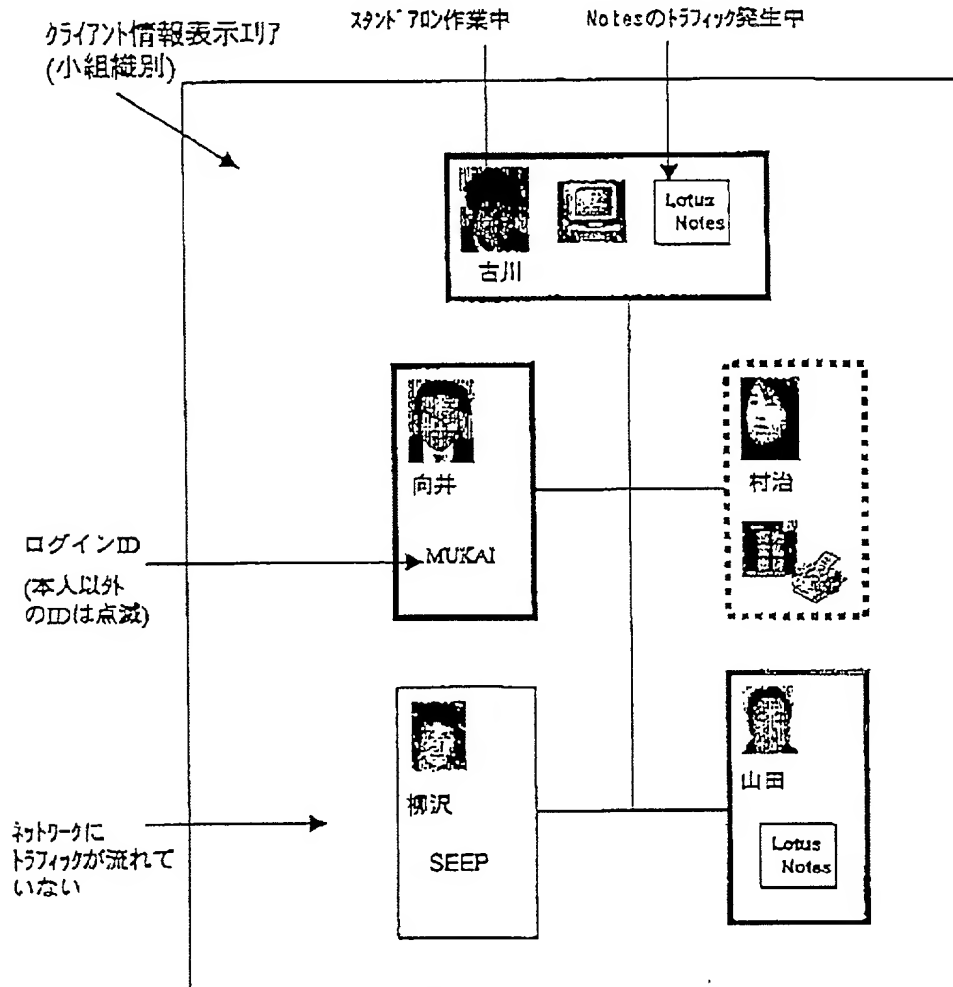 クライアント情報表示エリア
(小組織別)
スタンドアロン作業中
Notesのトラフィック発生中
Lotus
Notes
古川
向井
村治
ログインID
(本人以外
のIDは点滅)
MUKAI
柳沢
山田
ネットワークに
トラフィックが流れて
いない
SEEP
Lotus
Notes